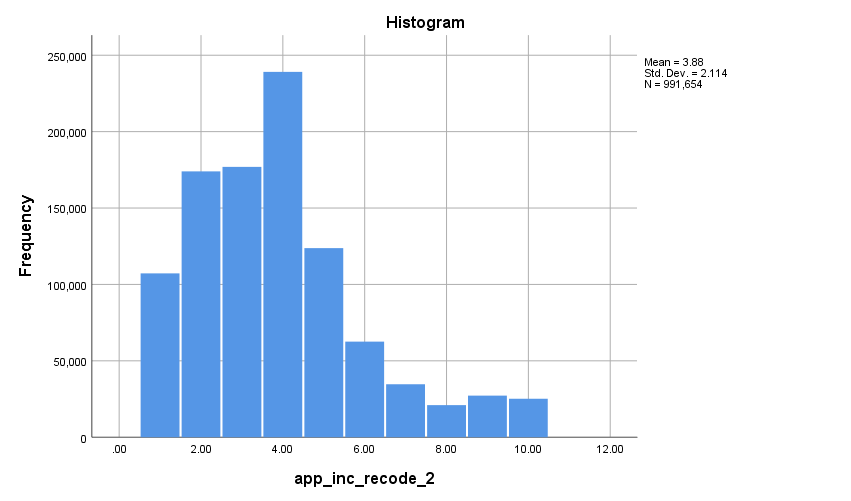 Histogram
Mean = 3.88
Std. Dev. = 2.114
N = 991,654
250,000
200,000
150,000
100,000
50,000
0
Frequency
.00 2.00 4.00 6.00 8.00 10.00 12.00
app_inc_recode_2